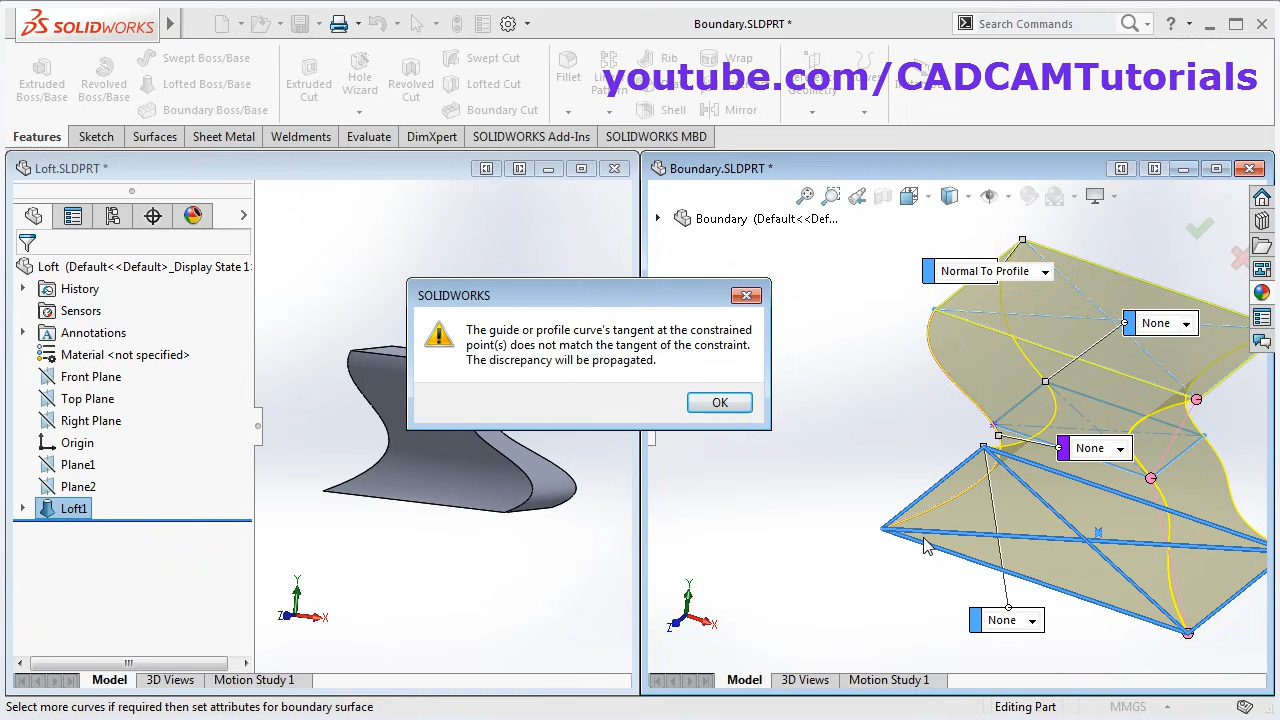 SOLIDWORKS
Boundary.SLDPRT *
Search Commands
?
Extruded
Boss/Base
Revolved
Boss/Base
Swept Boss/Base
Lofted Boss/Base
Boundary Boss/Base
Extruded
Cut
Hole
Wizard
Revolved
Cut
Swept Cut
Lofted Cut
Boundary Cut
Fillet
Rib
Wrap
Shell
Mirror
youtube.com/CADCAMTutorials
Features
Sketch
Surfaces
Sheet Metal
Weldments
Evaluate
DimXpert
SOLIDWORKS Add-Ins
SOLIDWORKS MBD
Loft.SLDPRT *
Boundary.SLDPRT *
Loft (Default<<Default>_Display State 1
History
Sensors
Annotations
Material <not specified>
Front Plane
Top Plane
Right Plane
Origin
Plane1
Plane2
Loft1
Y
Z
X
Boundary (Default<<Def...
Normal To Profile
None
None
None
SOLIDWORKS
The guide or profile curve's tangent at the constrained
point(s) does not match the tangent of the constraint.
The discrepancy will be propagated.
OK
Y
Z
X
Model
3D Views
Motion Study 1
Model
3D Views
Motion Study 1
Select more curves if required then set attributes for boundary surface
Editing Part
MMGS